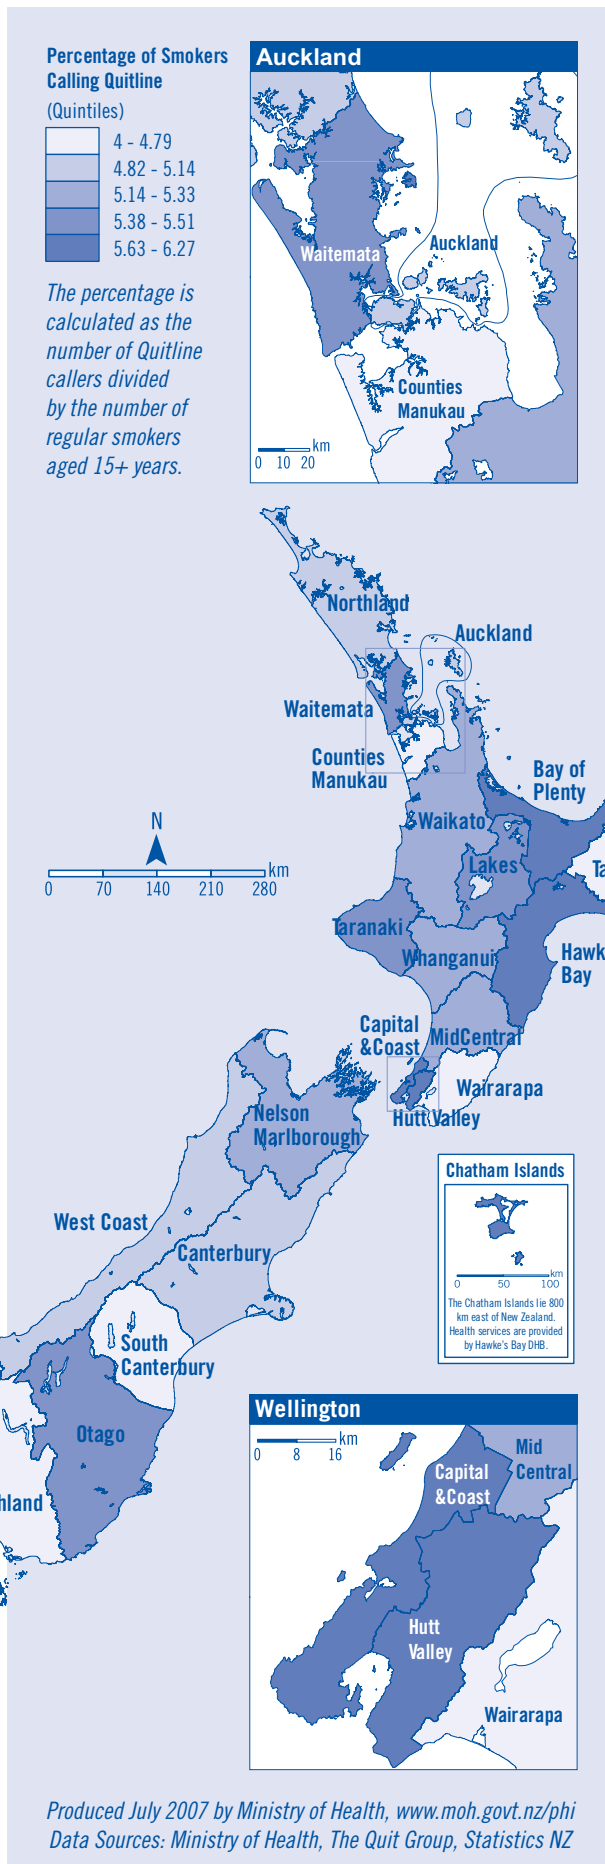 Percentage of Smokers
Calling Quitline
(Quintiles)
4 - 4.79
4.82 - 5.14
5.14 - 5.33
5.38 - 5.51
5.63 - 6.27
The percentage is
calculated as the
number of Quitline
callers divided
by the number of
regular smokers
aged 15+ years.
Auckland
Waitemata
Auckland
Counties
Manukau
km
0 10 20
Northland
Auckland
Waitemata
Counties
Manukau
Bay of
Plenty
N
km
0 70 140 210 280
Waikato
Lakes
Ta
Taranaki
Whanganui
Hawk
Bay
Capital
&Coast
MidCentral
Wairarapa
Hutt Valley
Nelson
Marlborough
West Coast
Canterbury
South
Canterbury
Otago
hland
Chatham Islands
km
0 50 100
The Chatham Islands lie 800
km east of New Zealand.
Health services are provided
by Hawke's Bay DHB.
Wellington
km
0 8 16
Mid
Central
Capital
&Coast
Hutt
Valley
Wairarapa
Produced July 2007 by Ministry of Health, www.moh.govt.nz/phi
Data Sources: Ministry of Health, The Quit Group, Statistics NZ